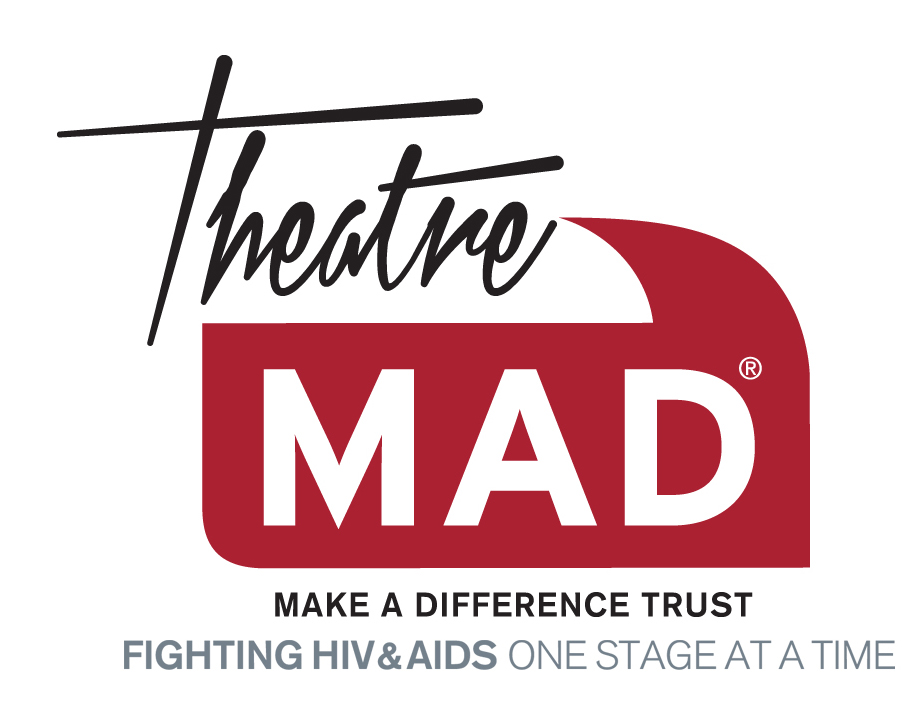 Theatre
MAD®
MAKE A DIFFERENCE TRUST
FIGHTING HIV & AIDS ONE STAGE AT A TIME